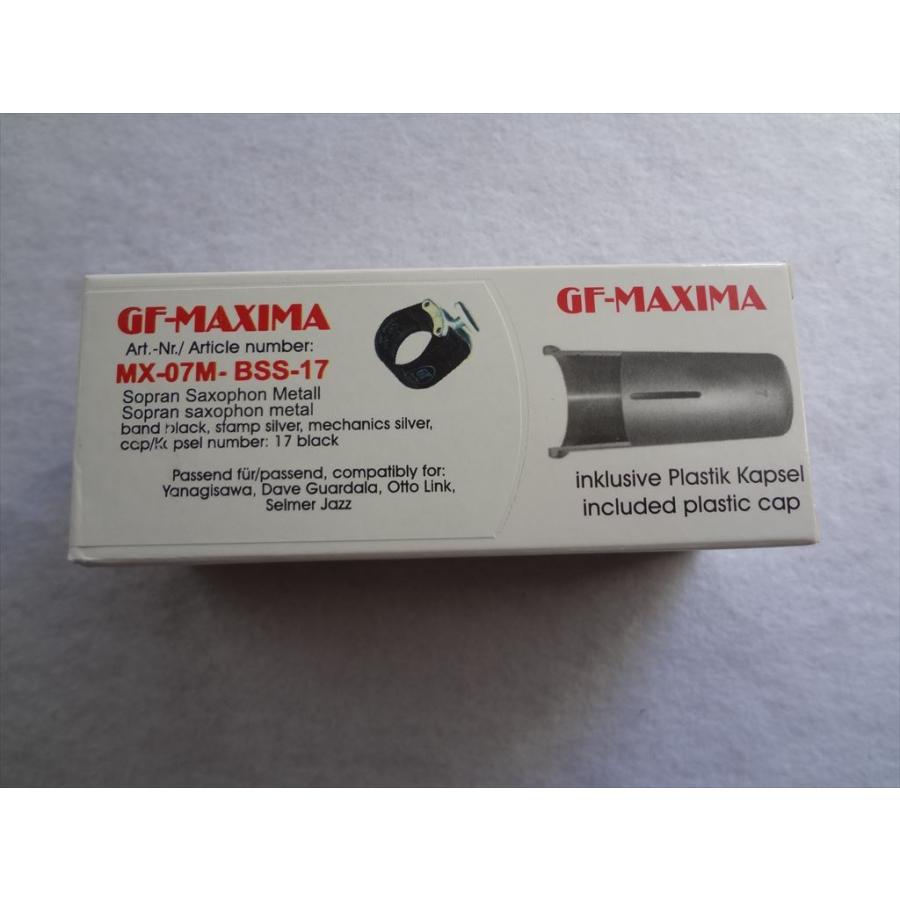 GF-MAXIMA
Art.-Nr./ Article number:
MX-07M- BSS-17
Sopran Saxophon Metall
Sopran saxophon metal
band black, stamp silver, mechanics silver,
cap/Kapsel number: 17 black
Passend für/passend, compatibly for:
Yanagisawa, Dave Guardala, Otto Link,
Selmer Jazz
GF-MAXIMA
inklusive Plastik Kapsel
included plastic cap